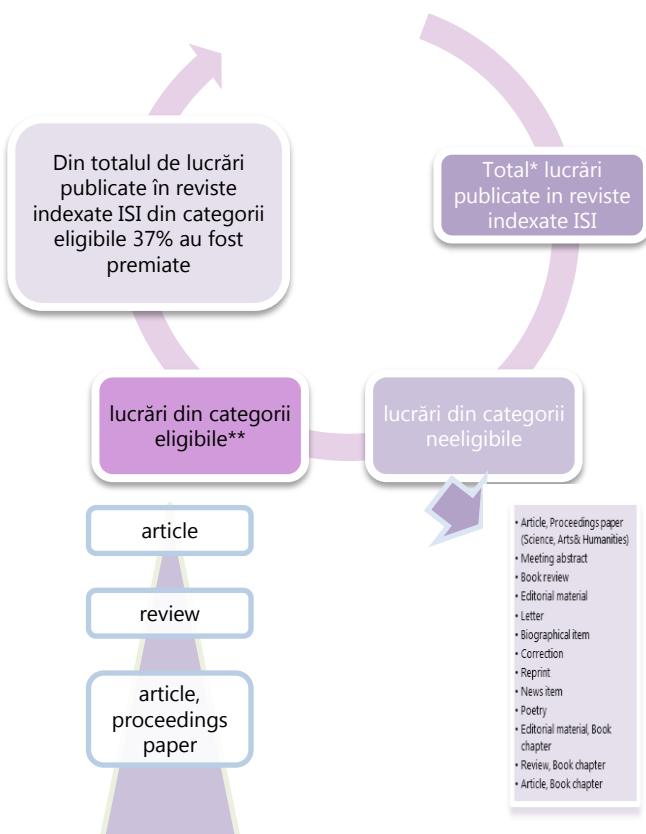 Din totalul de lucrări
publicate în reviste
indexate ISI din categorii
eligibile 37% au fost
premiate
Total* lucrări
publicate in reviste
indexate ISI
lucrări din categorii
eligibile**
lucrări din categorii
neeligibile
article
review
article,
proceedings
paper
• Article, Proceedings paper
(Science, Arts& Humanities)
• Meeting abstract
• Book review
• Editorial material
• Letter
• Biographical item
• Correction
• Reprint
• News item
• Poetry
• Editorial material, Book
chapter
• Review, Book chapter
• Article, Book chapter